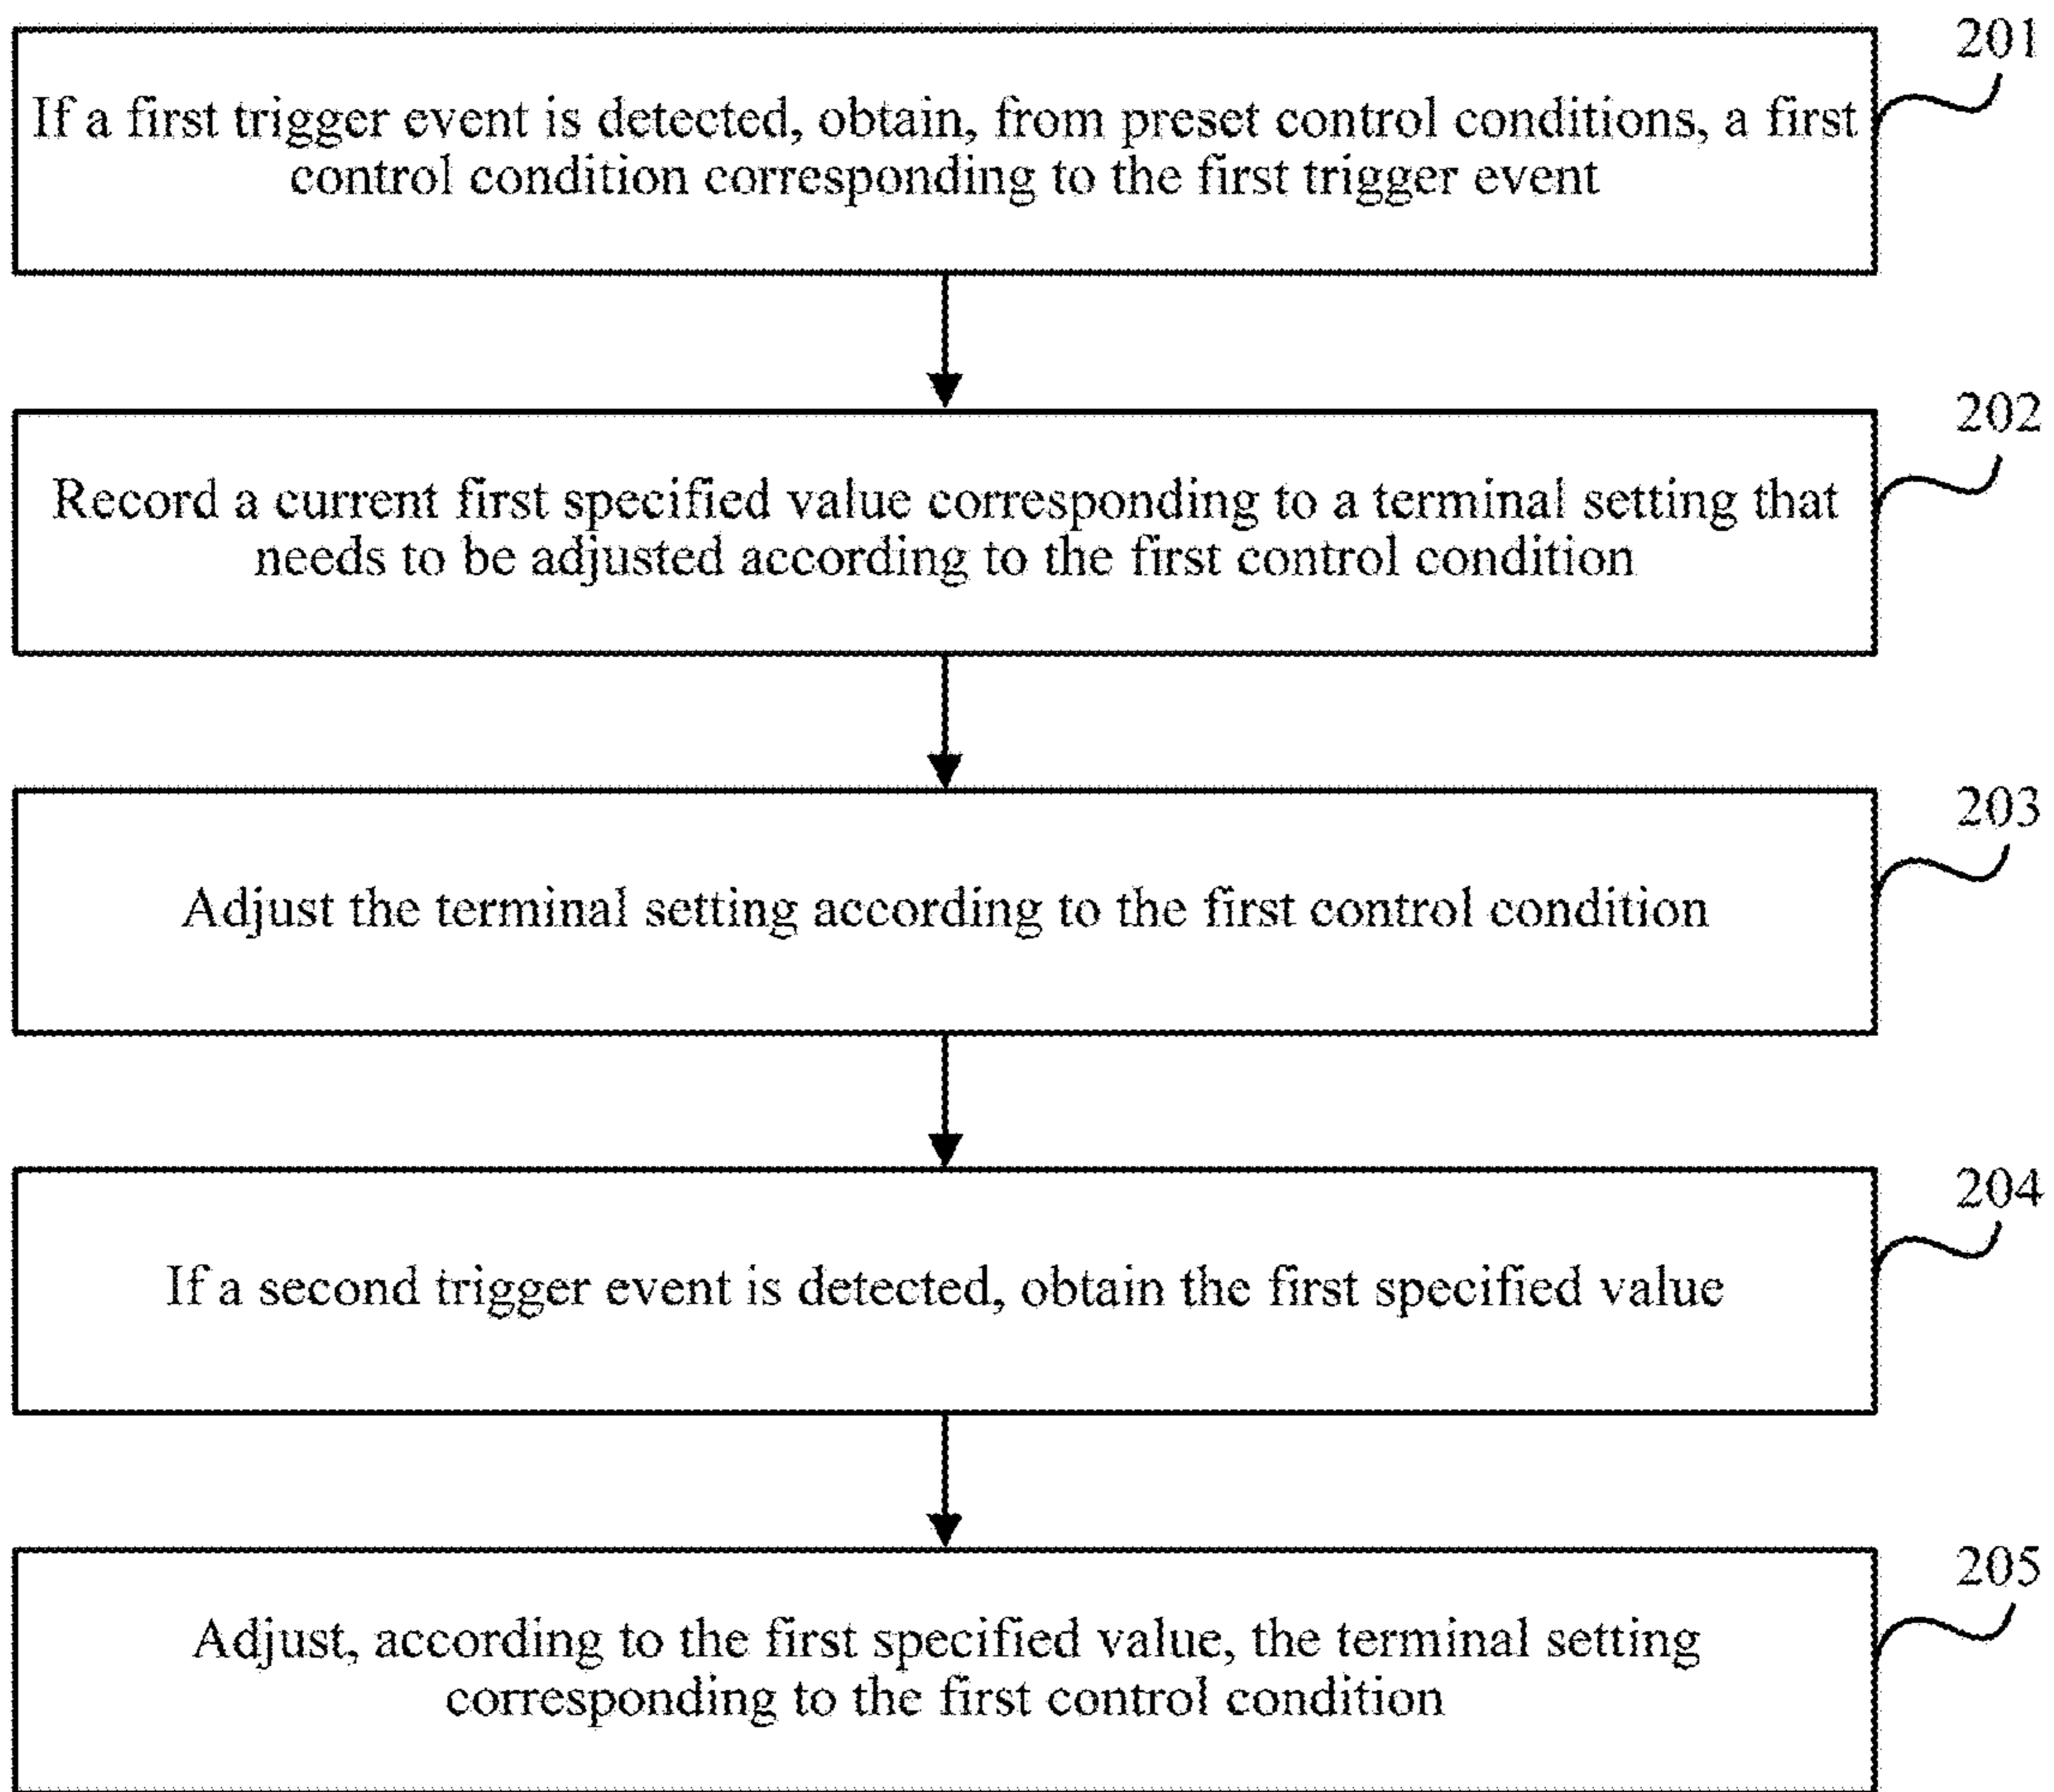 201
If a first trigger event is detected, obtain, from preset control conditions, a first
control condition corresponding to the first trigger event
202
Record a current first specified value corresponding to a terminal setting that
needs to be adjusted according to the first control condition
203
Adjust the terminal setting according to the first control condition
204
If a second trigger event is detected, obtain the first specified value
205
Adjust, according to the first specified value, the terminal setting
corresponding to the first control condition